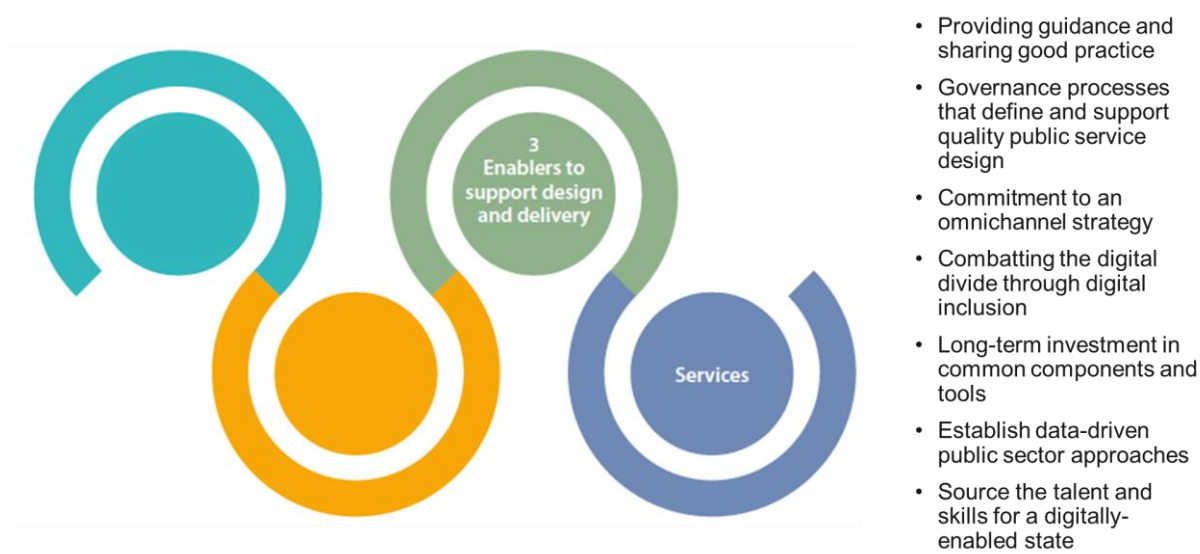 3
Enablers to
support design
and delivery
Services
• Providing guidance and
sharing good practice
• Governance processes
that define and support
quality public service
design
• Commitment to an
omnichannel strategy
• Combatting the digital
divide through digital
inclusion
• Long-term investment in
common components and
tools
• Establish data-driven
public sector approaches
• Source the talent and
skills for a digitally-
enabled state